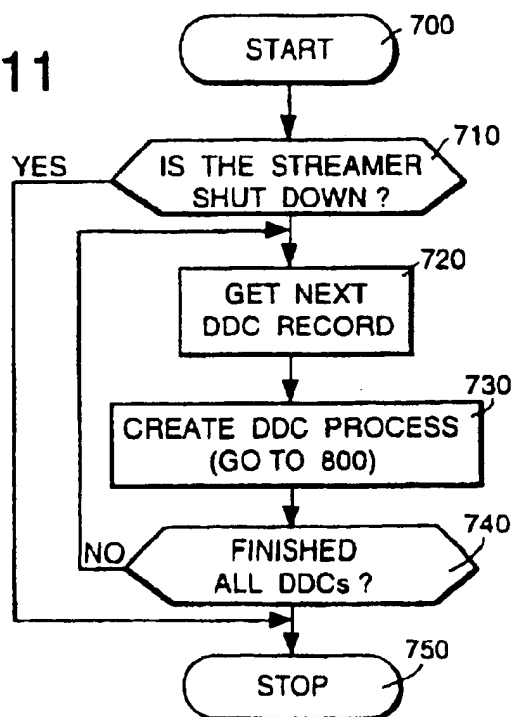 11
700
START
710
YES
IS THE STREAMER
SHUT DOWN ?
720
GET NEXT
DDC RECORD
730
CREATE DDC PROCESS
(GO TO 800)
740
NO
FINISHED
ALL DDCs ?
750
STOP